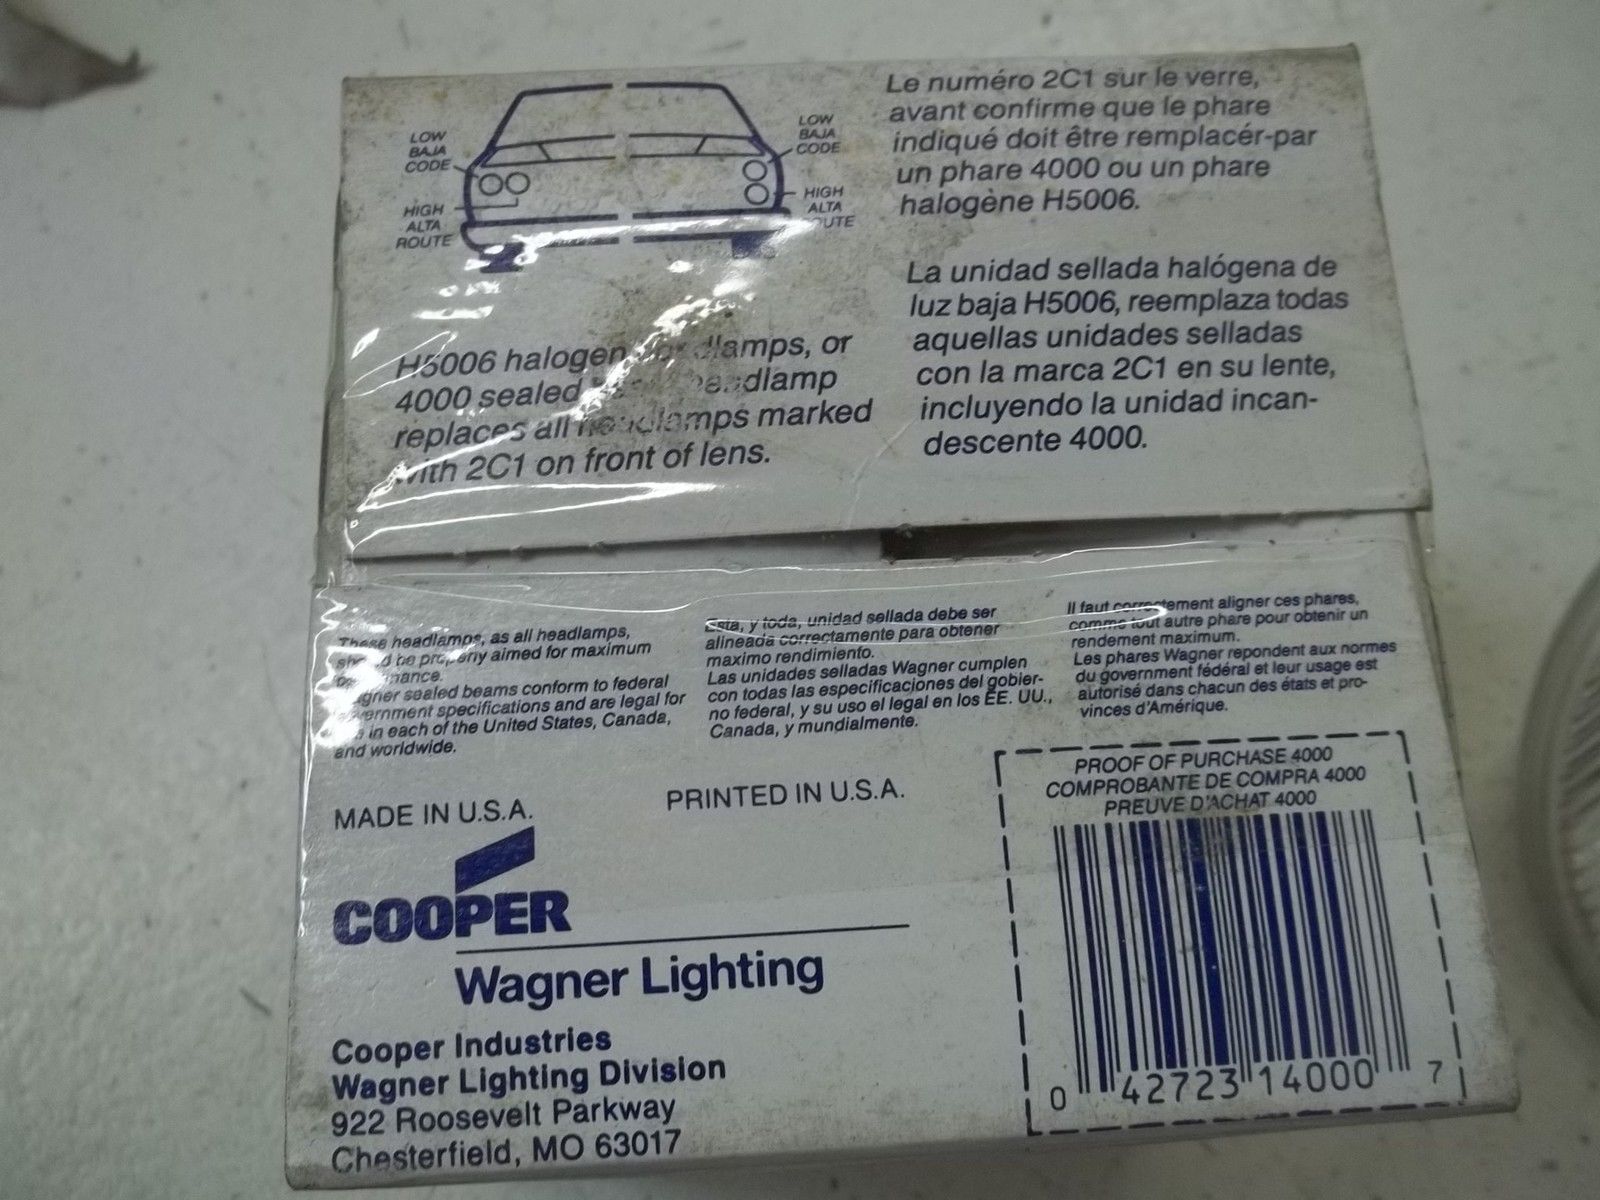 LOW
BAJA
CODE
HIGH
ALTA
ROUTE
LOW
BAJA
CODE
HIGH
ALTA
H5006 halogen or
4000 sealed headlamp
replaces all headlamps marked
with 2C1 on front of lens.
Le numéro 2C1 sur le verre,
avant confirme que le phare
indiqué doit être remplacér-par
un phare 4000 ou un phare
halogène H5006.
La unidad sellada halógena de
luz baja H5006, reemplaza todas
aquellas unidades selladas
con la marca 2C1 en su lente,
incluyendo la unidad incan-
descente 4000.
These headlamps, as all headlamps,
should be properly aimed for maximum
performance.
Wagner sealed beams conform to federal
government specifications and are legal for
in each of the United States, Canada,
and worldwide.
Esta, y toda, unidad sellada debe ser
alineada correctamente para obtener
maximo rendimiento.
Las unidades selladas Wagner cumplen
con todas las especificaciones del gobier-
no federal, y su uso el legal en los EE. UU.,
Canada, y mundialmente.
Il faut correctement aligner ces phares,
comme tout autre phare pour obtenir un
rendement maximum.
Les phares Wagner repondent aux normes
du government fédéral et leur usage est
autorisé dans chacun des états et pro-
vinces d'Amérique.
MADE IN U.S.A.
PRINTED IN U.S.A.
COOPER
Wagner Lighting
Cooper Industries
Wagner Lighting Division
922 Roosevelt Parkway
Chesterfield, MO 63017
PROOF OF PURCHASE 4000
COMPROBANTE DE COMPRA 4000
PREUVE D'ACHAT 4000
0 42723 14000 7